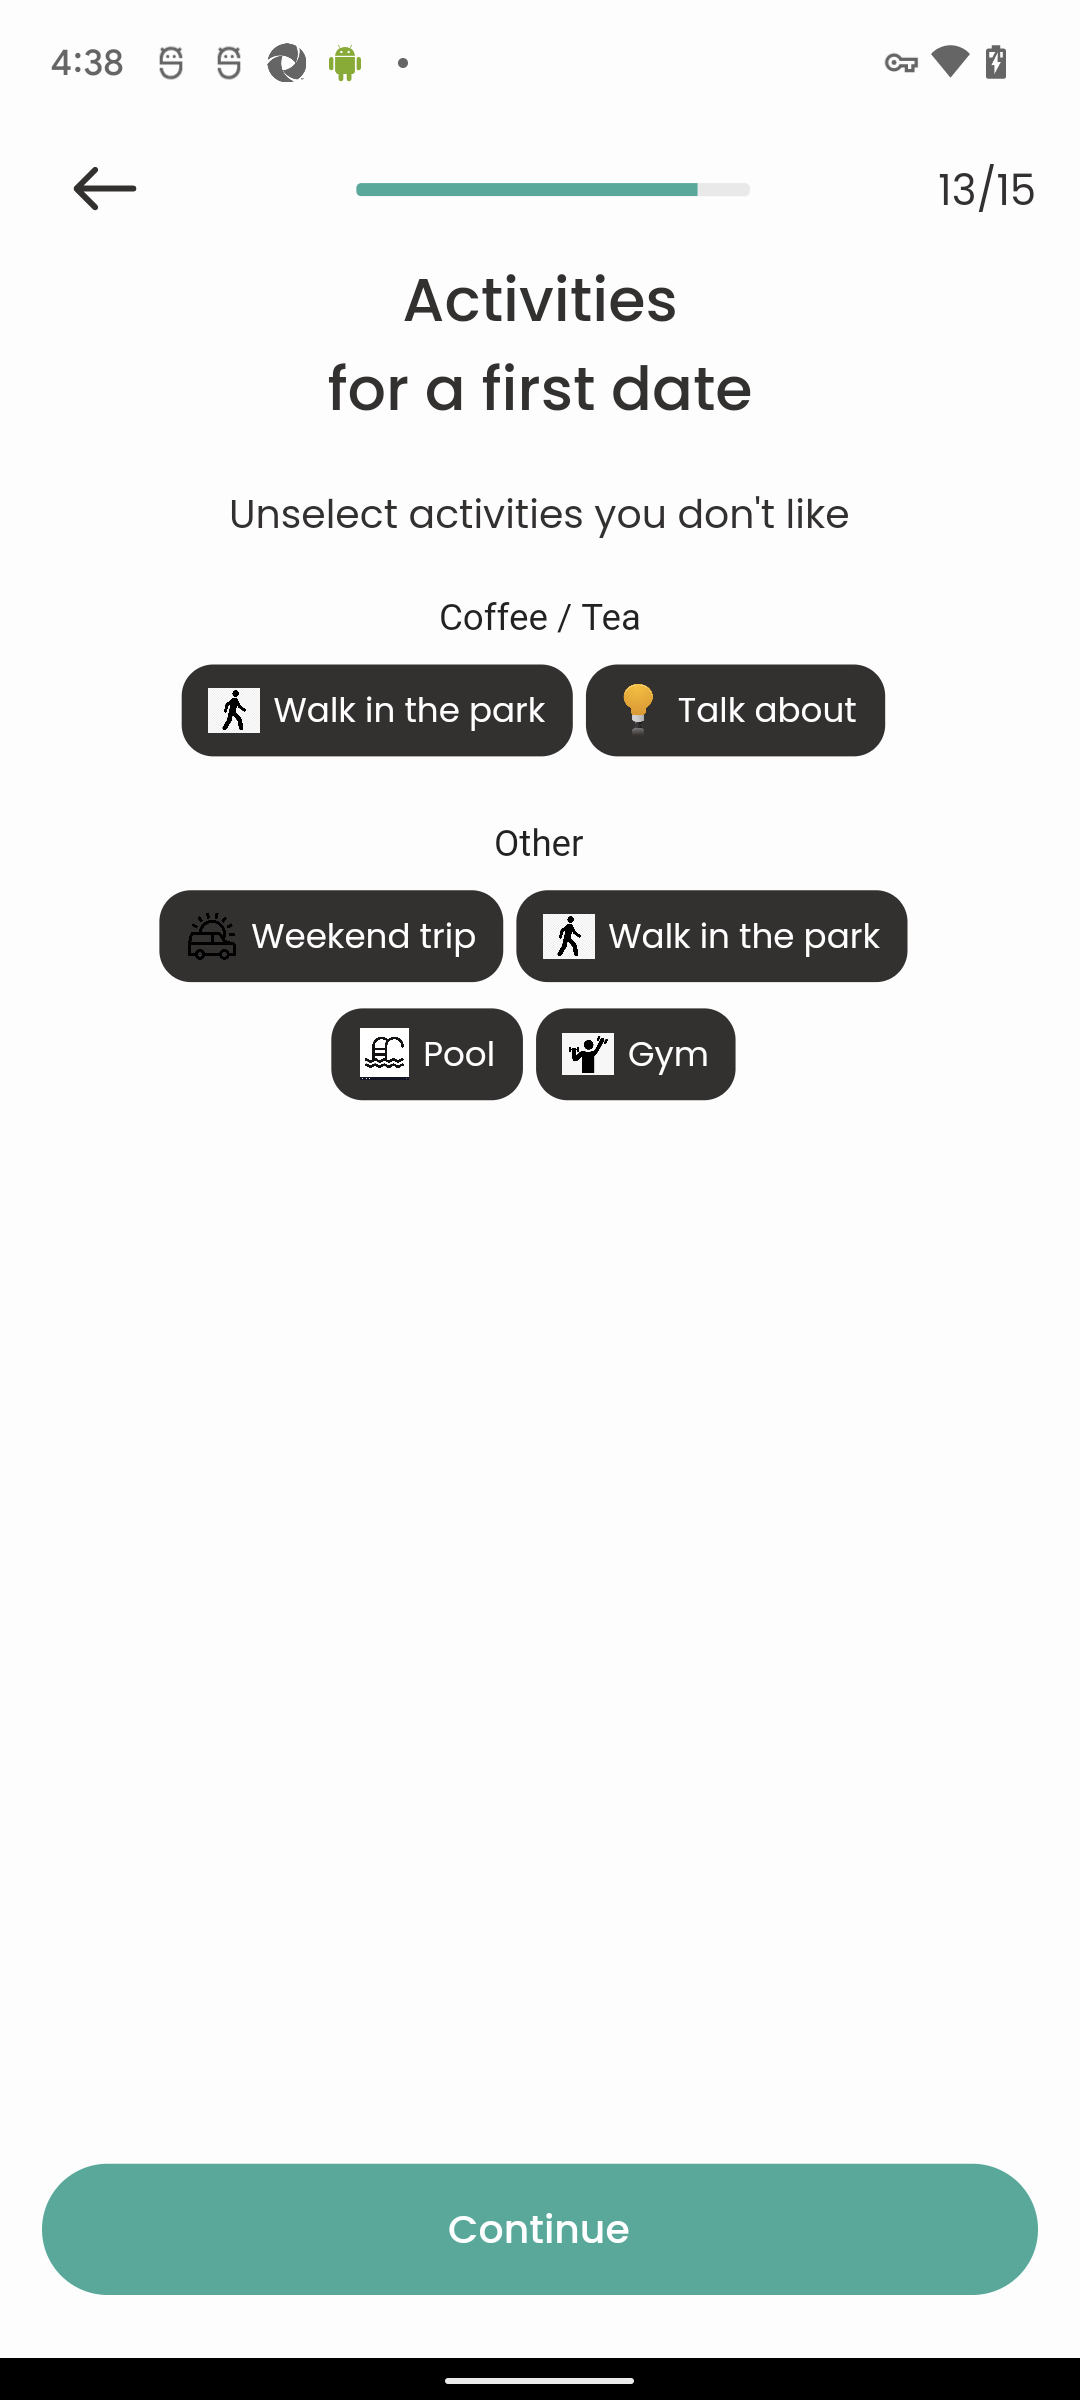 4:38
13/15
Activities
for a first date
Unselect activities you don't like
Coffee / Tea
Walk in the park
Talk about
Other
Weekend trip
Walk in the park
Pool
Gym
Continue